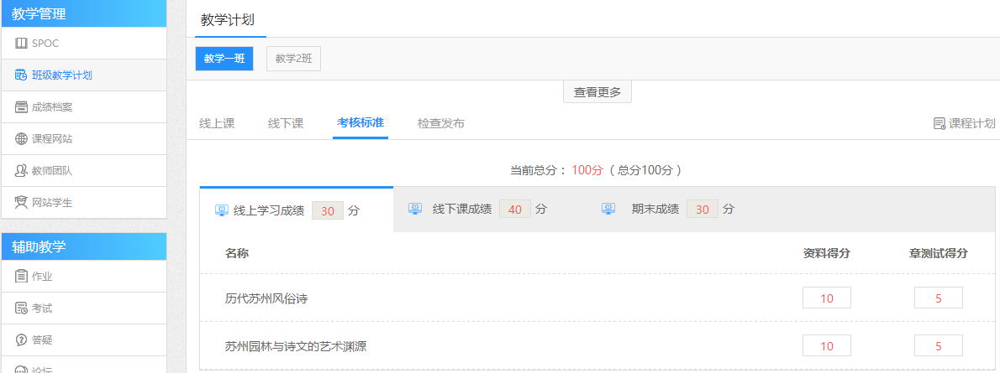 教学管理
SPOC
班级教学计划
成绩档案
课程网站
教师团队
网站学生
辅助教学
作业
考试
答疑
论坛
教学计划
教学一班 教学2班
查看更多
线上课 线下课 考核标准 检查发布 课程计划
当前总分：100分（总分100分）
线上学习成绩 30 分 线下课成绩 40 分 期末成绩 30 分
名称 资料得分 章测试得分
历代苏州风俗诗 10 5
苏州园林与诗文的艺术渊源 10 5